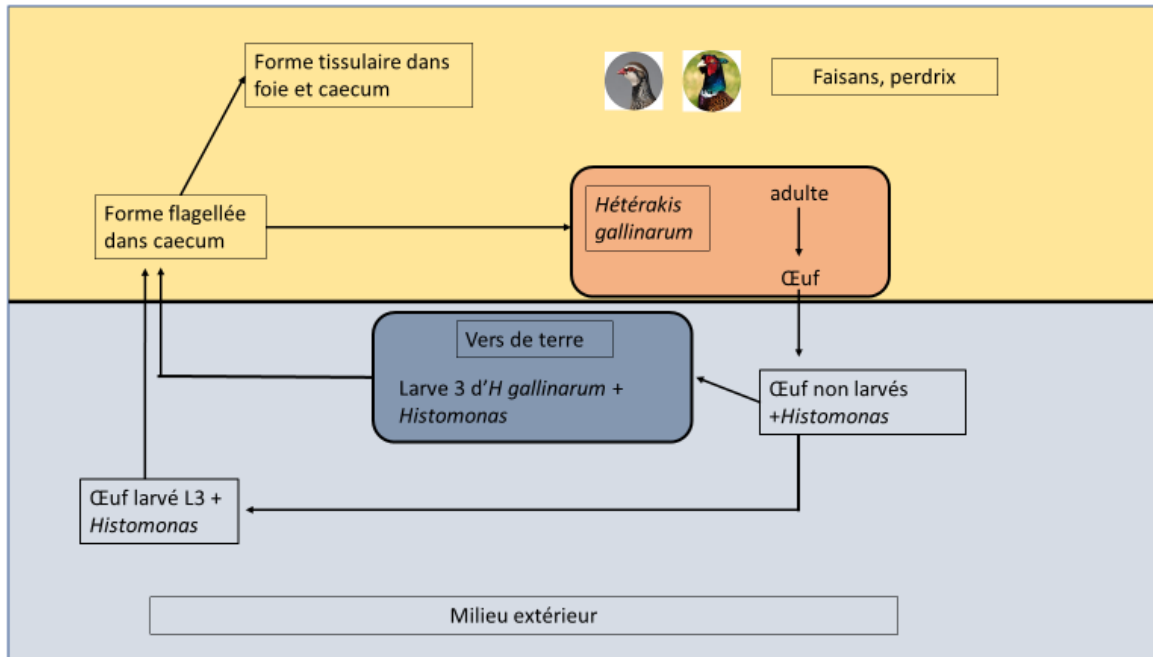 Forme tissulaire dans
foie et caecum
Faisans, perdrix
Forme flagellée
dans caecum
Hétérakis
gallinarum
adulte
Œuf
Vers de terre
Larve 3 d'H gallinarum +
Histomonas
Œuf non larvés
+Histomonas
Œuf larvé L3 +
Histomonas
Milieu extérieur